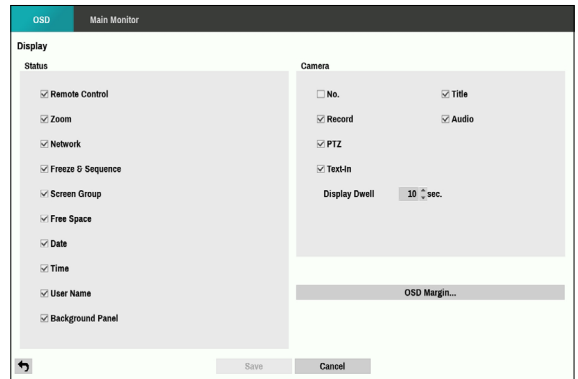 OSD Main Monitor
Display
Status
Remote Control
Zoom
Network
Freeze & Sequence
Screen Group
Free Space
Date
Time
User Name
Background Panel
Camera
No. Title
Record Audio
PTZ
Text-In
Display Dwell 10 sec.
OSD Margin...
Save Cancel